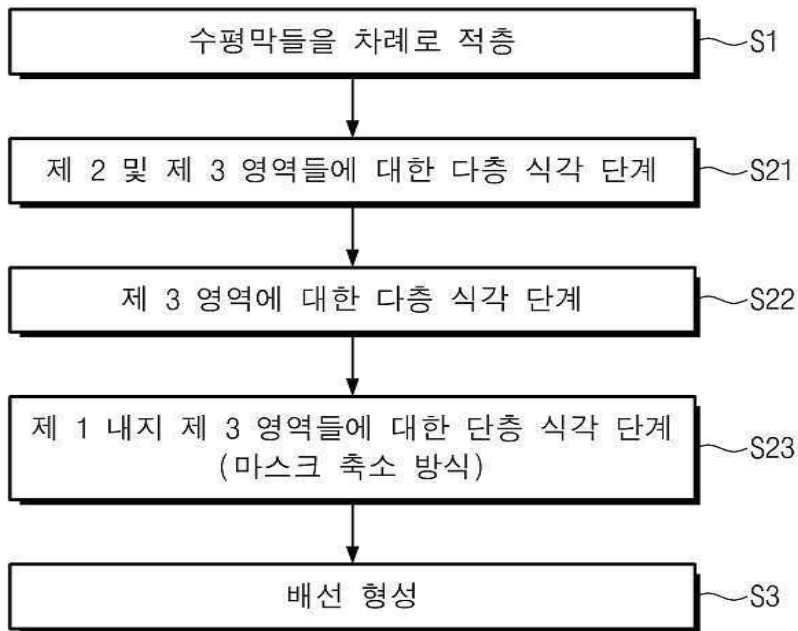 수평막들을 차례로 적층
S1
제 2 및 제 3 영역들에 대한 다층 식각 단계
S21
제 3 영역에 대한 다층 식각 단계
S22
제 1 내지 제 3 영역들에 대한 단층 식각 단계
(마스크 축소 방식)
S23
배선 형성
S3